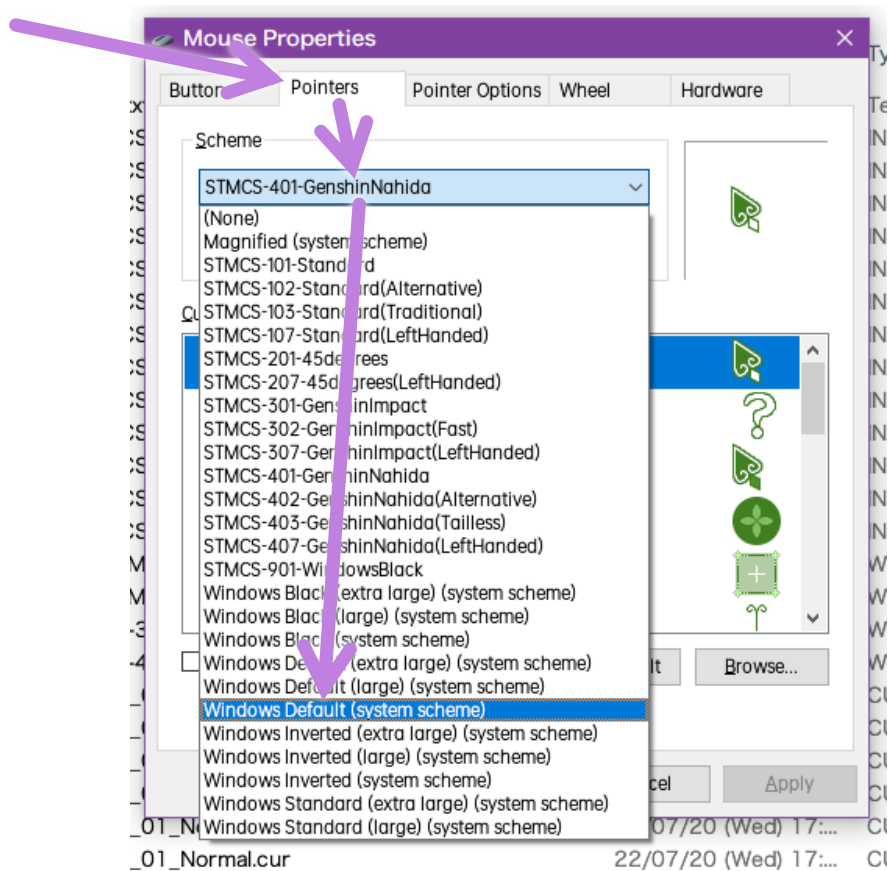 Mouse Properties
Pointers
Pointer Options
Wheel
Hardware
Scheme
STMCS-401-GenshinNahida
(None)
Magnified (system scheme)
STMCS-101-Standard
STMCS-102-Standard(Alternative)
STMCS-103-Standard(Traditional)
STMCS-107-Standard(LeftHanded)
STMCS-201-45degrees
STMCS-207-45degrees(LeftHanded)
STMCS-301-GenshinImpact
STMCS-302-GenshinImpact(Fast)
STMCS-307-GenshinImpact(LeftHanded)
STMCS-401-GenshinNahida
STMCS-402-GenshinNahida(Alternative)
STMCS-403-GenshinNahida(Tailless)
STMCS-407-GenshinNahida(LeftHanded)
STMCS-901-WindowsBlack
Windows Black (extra large) (system scheme)
Windows Black (large) (system scheme)
Windows Black (system scheme)
Windows Default (extra large) (system scheme)
Windows Default (large) (system scheme)
Browse...
Windows Default (system scheme)
Windows Inverted (extra large) (system scheme)
Windows Inverted (large) (system scheme)
Windows Inverted (system scheme)
Apply
Windows Standard (extra large) (system scheme)
Windows Standard (large) (system scheme)
07/20 (Wed) 17:...
_01_Normal.cur
22/07/20 (Wed) 17:...